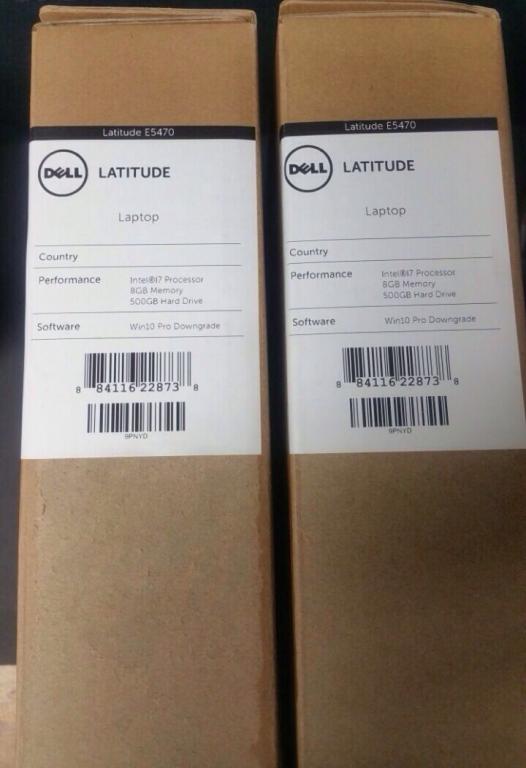 Latitude E5470
DELL LATITUDE
Laptop
Country
Performance Intel®i7 Processor
8GB Memory
500GB Hard Drive
Software Win10 Pro Downgrade
8 84116 22873 8
9PNYD
Latitude E5470
DELL LATITUDE
Laptop
Country
Performance Intel®i7 Processor
8GB Memory
500GB Hard Drive
Software Win10 Pro Downgrade
8 84116 22873 8
9PNYD